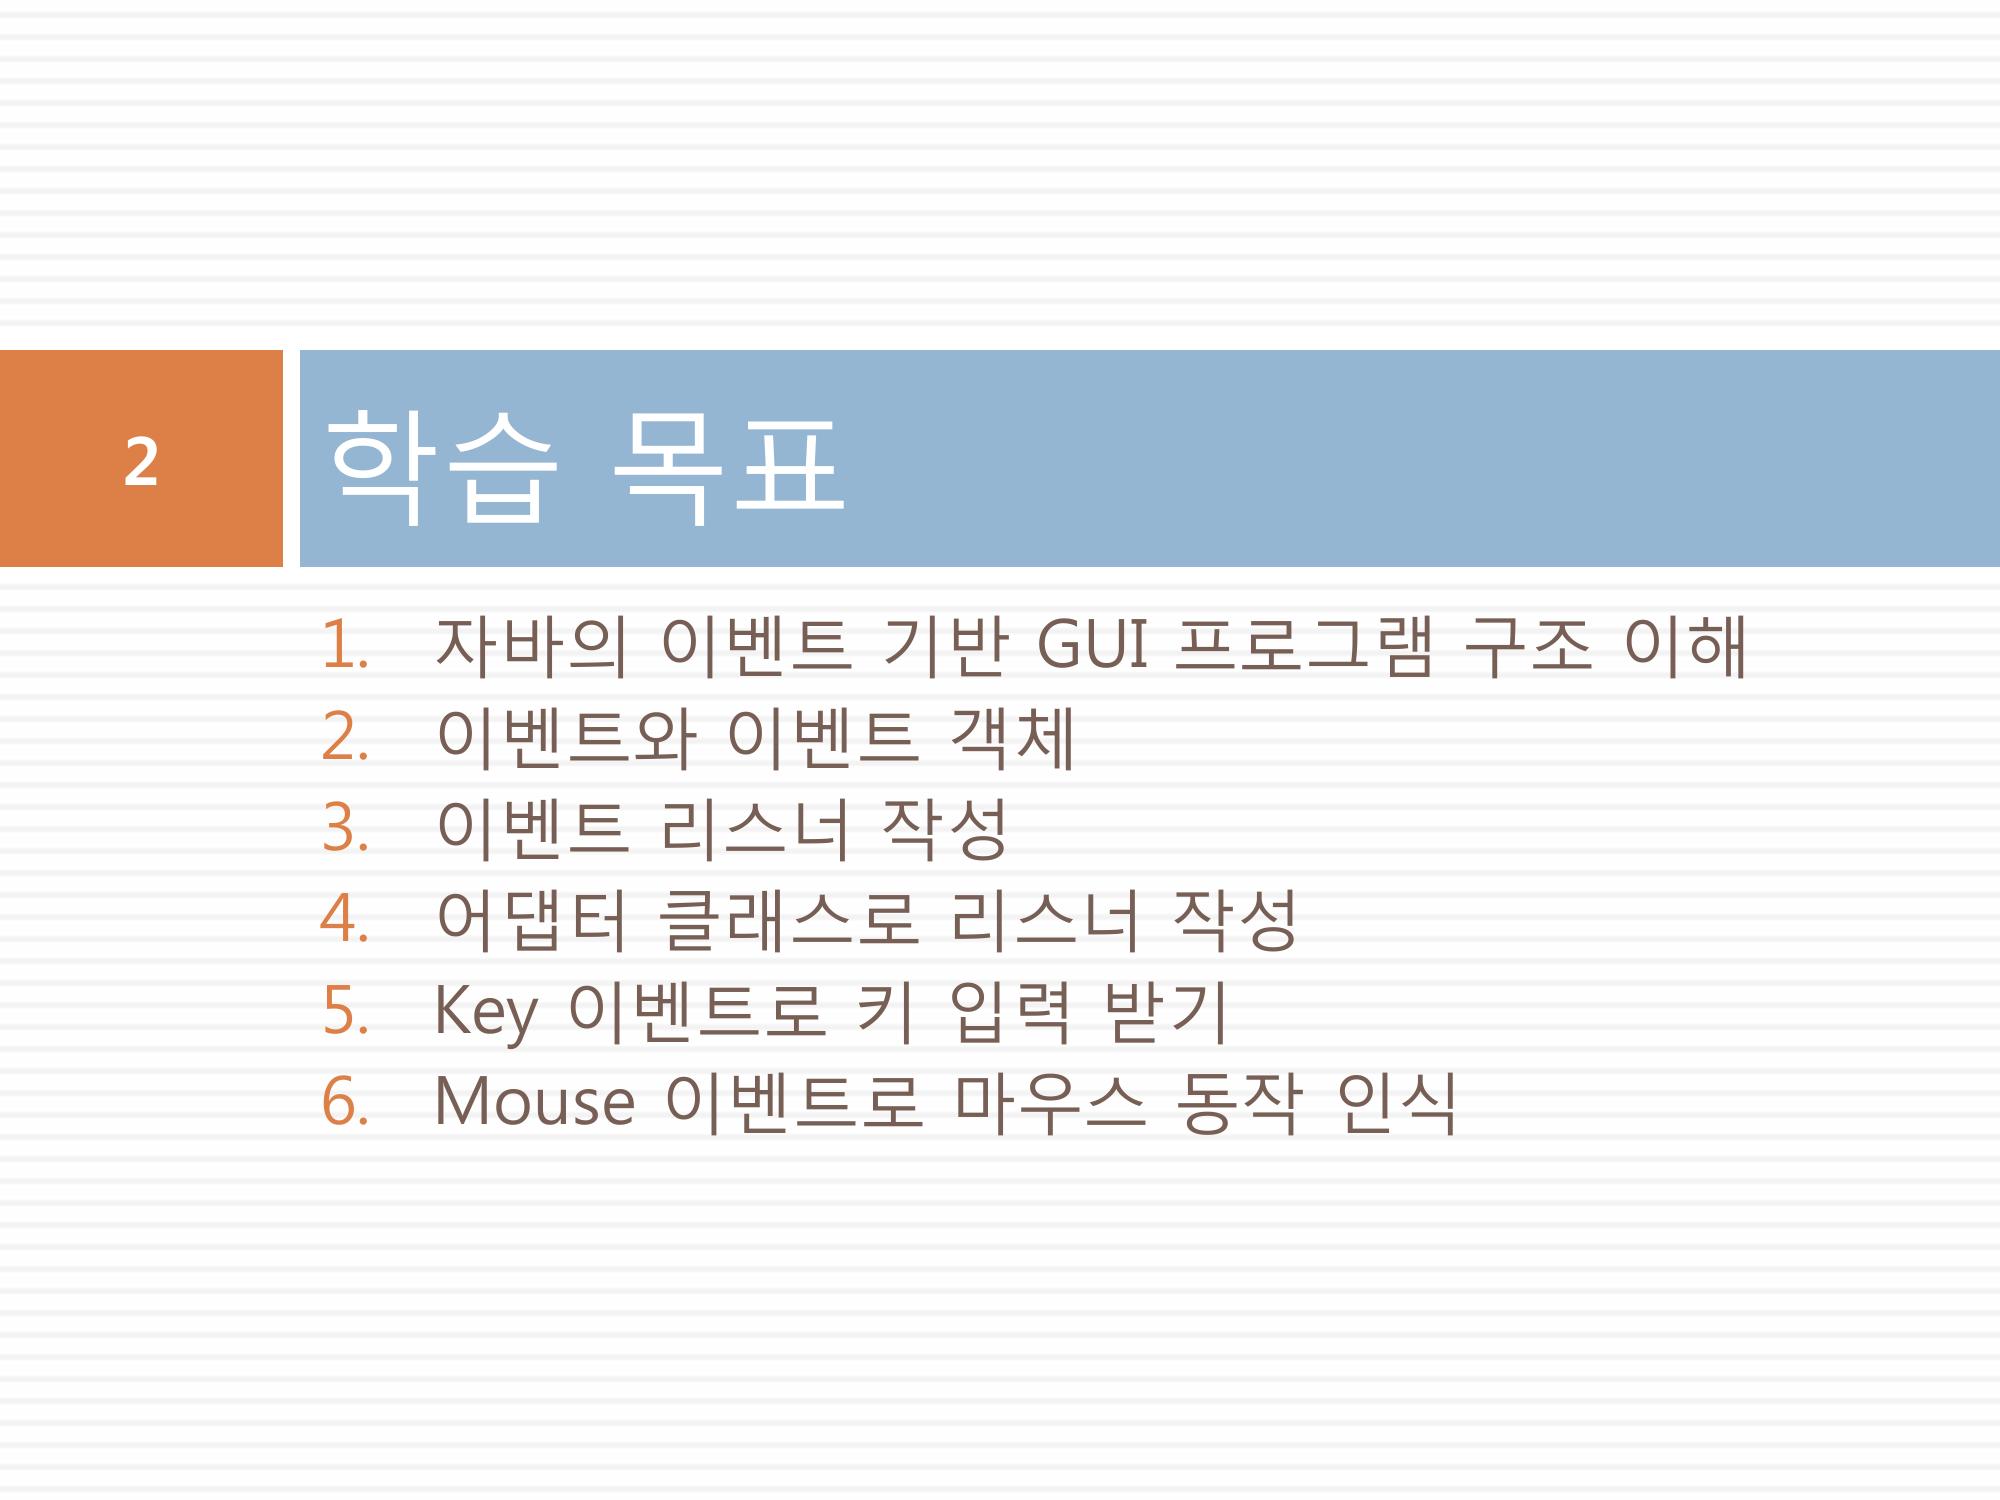 2
학습 목표
1. 자바의 이벤트 기반 GUI 프로그램 구조 이해
2. 이벤트와 이벤트 객체
3. 이벤트 리스너 작성
4. 어댑터 클래스로 리스너 작성
5. Key 이벤트로 키 입력 받기
6. Mouse 이벤트로 마우스 동작 인식